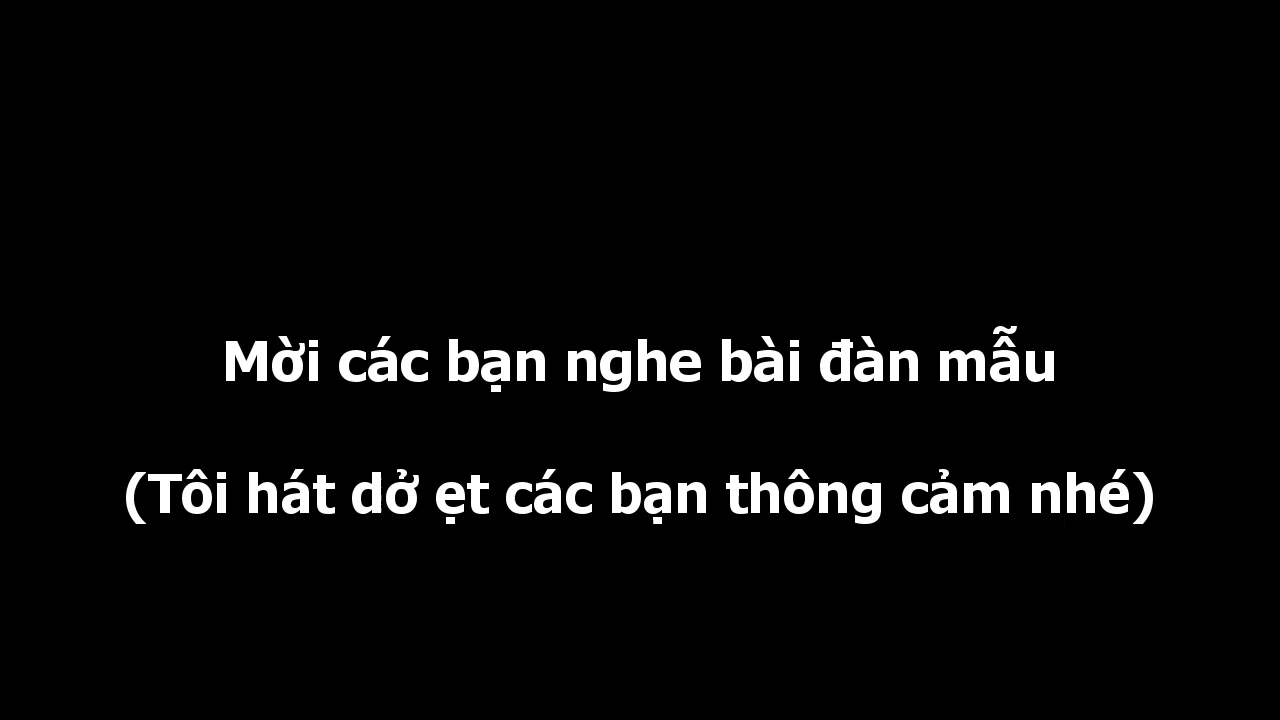 Mời các bạn nghe bài đàn mẫu
(Tôi hát dở ẹt các bạn thông cảm nhé)